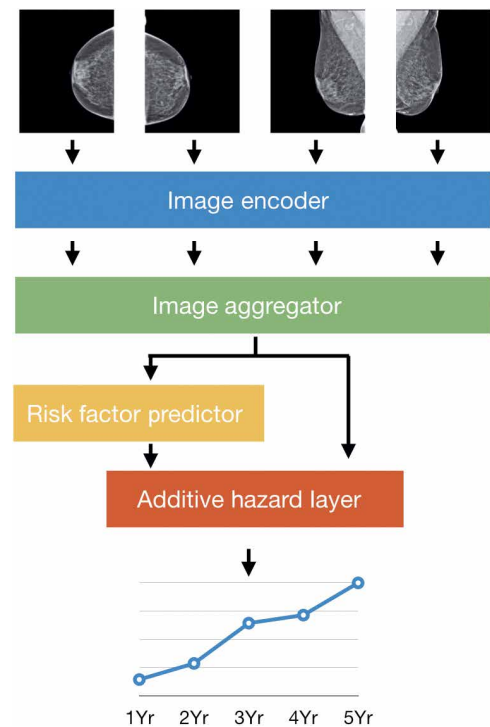 Image encoder
Image aggregator
Risk factor predictor
Additive hazard layer
1Yr 2Yr 3Yr 4Yr 5Yr